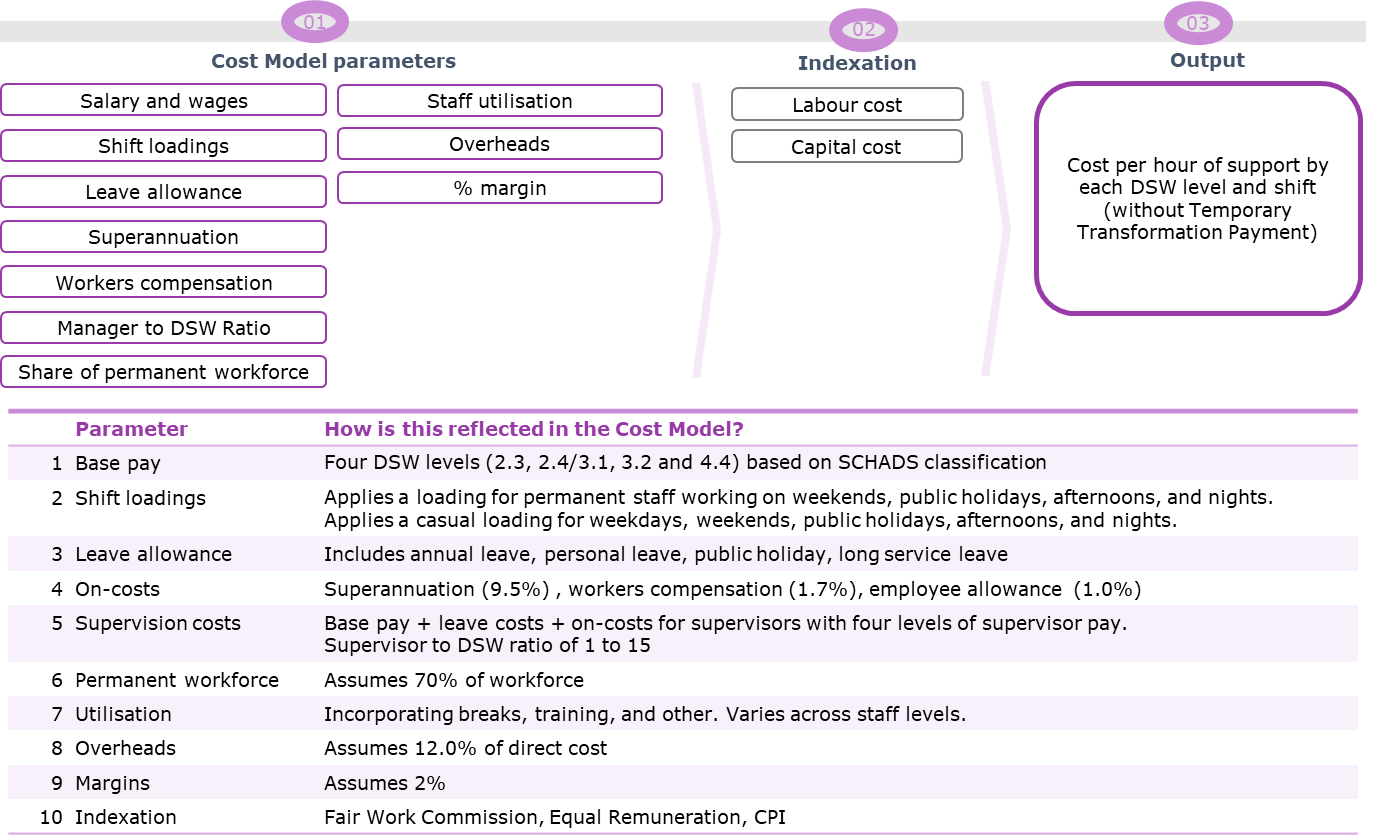 01
02
03
Cost Model parameters
Indexation
Output
Salary and wages
Shift loadings
Leave allowance
Superannuation
Workers compensation
Manager to DSW Ratio
Share of permanent workforce
Staff utilisation
Overheads
% margin
Labour cost
Capital cost
Cost per hour of support by
each DSW level and shift
(without Temporary
Transformation Payment)
Parameter How is this reflected in the Cost Model?
1 Base pay Four DSW levels (2.3, 2.4/3.1, 3.2 and 4.4) based on SCHADS classification
2 Shift loadings Applies a loading for permanent staff working on weekends, public holidays, afternoons, and nights.
Applies a casual loading for weekdays, weekends, public holidays, afternoons, and nights.
3 Leave allowance Includes annual leave, personal leave, public holiday, long service leave
4 On-costs Superannuation (9.5%) , workers compensation (1.7%), employee allowance (1.0%)
5 Supervision costs Base pay + leave costs + on-costs for supervisors with four levels of supervisor pay.
Supervisor to DSW ratio of 1 to 15
6 Permanent workforce Assumes 70% of workforce
7 Utilisation Incorporating breaks, training, and other. Varies across staff levels.
8 Overheads Assumes 12.0% of direct cost
9 Margins Assumes 2%
10 Indexation Fair Work Commission, Equal Remuneration, CPI